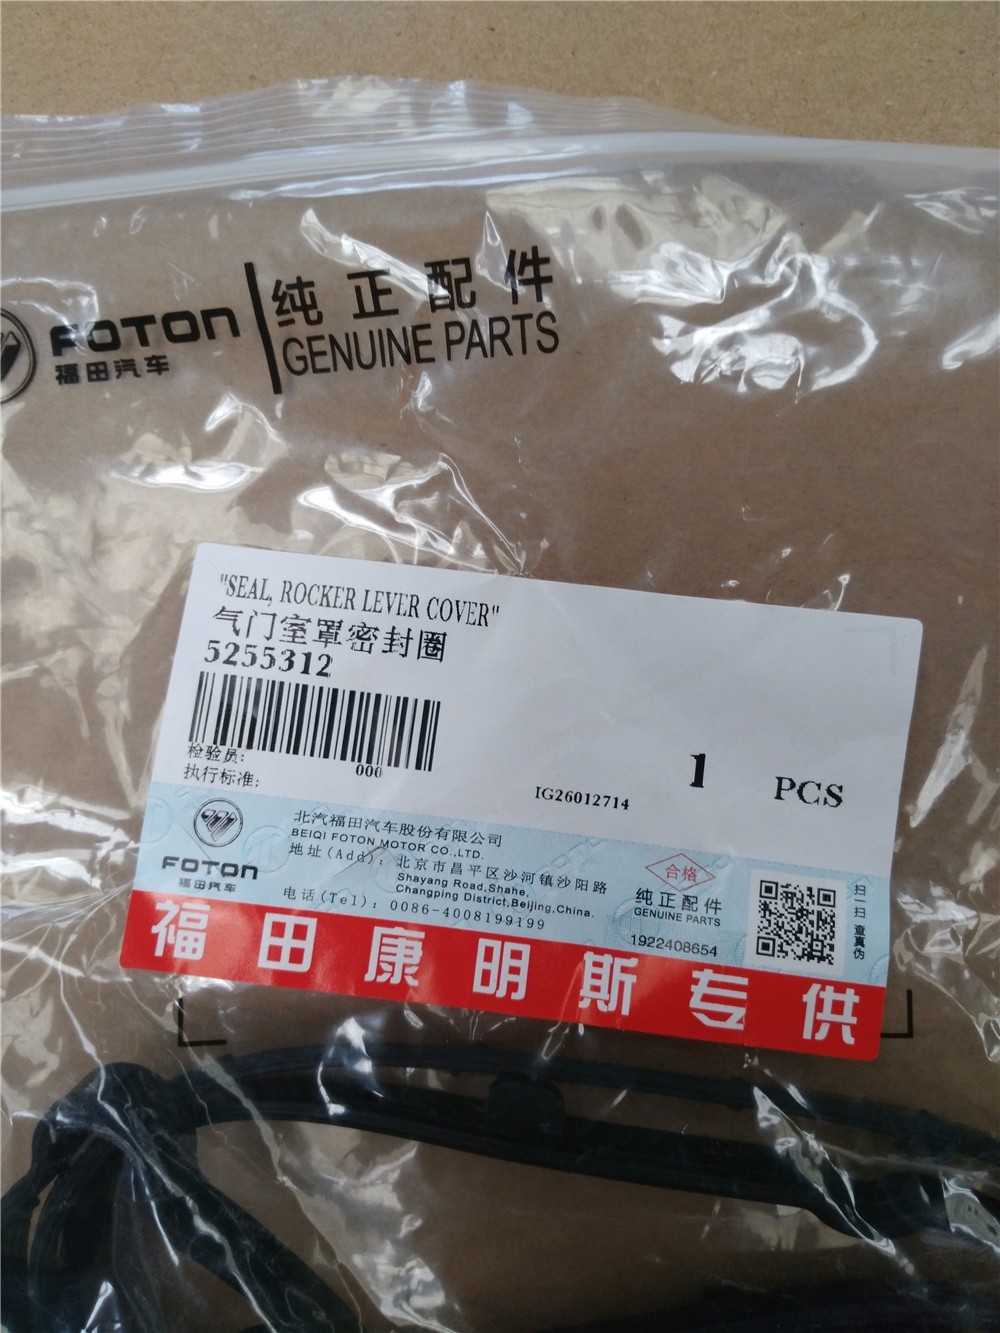 FOTON
福田汽车
纯正配件
GENUINE PARTS
"SEAL, ROCKER LEVER COVER"
气门室罩密封圈
5255312
检验员:
000
执行标准:
IG26012714
1 PCS
FOTON
福田汽车
北汽福田汽车股份有限公司
BEIQI FOTON MOTOR CO.,LTD.
地址(Add): 北京市昌平区沙河镇沙阳路
Shayang Road,Shahe,
Changping District,Beijing,China.
电话(Tel): 0086-4008199199
合格
纯正配件
GENUINE PARTS
1922408654
扫一扫 查真伪
福田康明斯专供